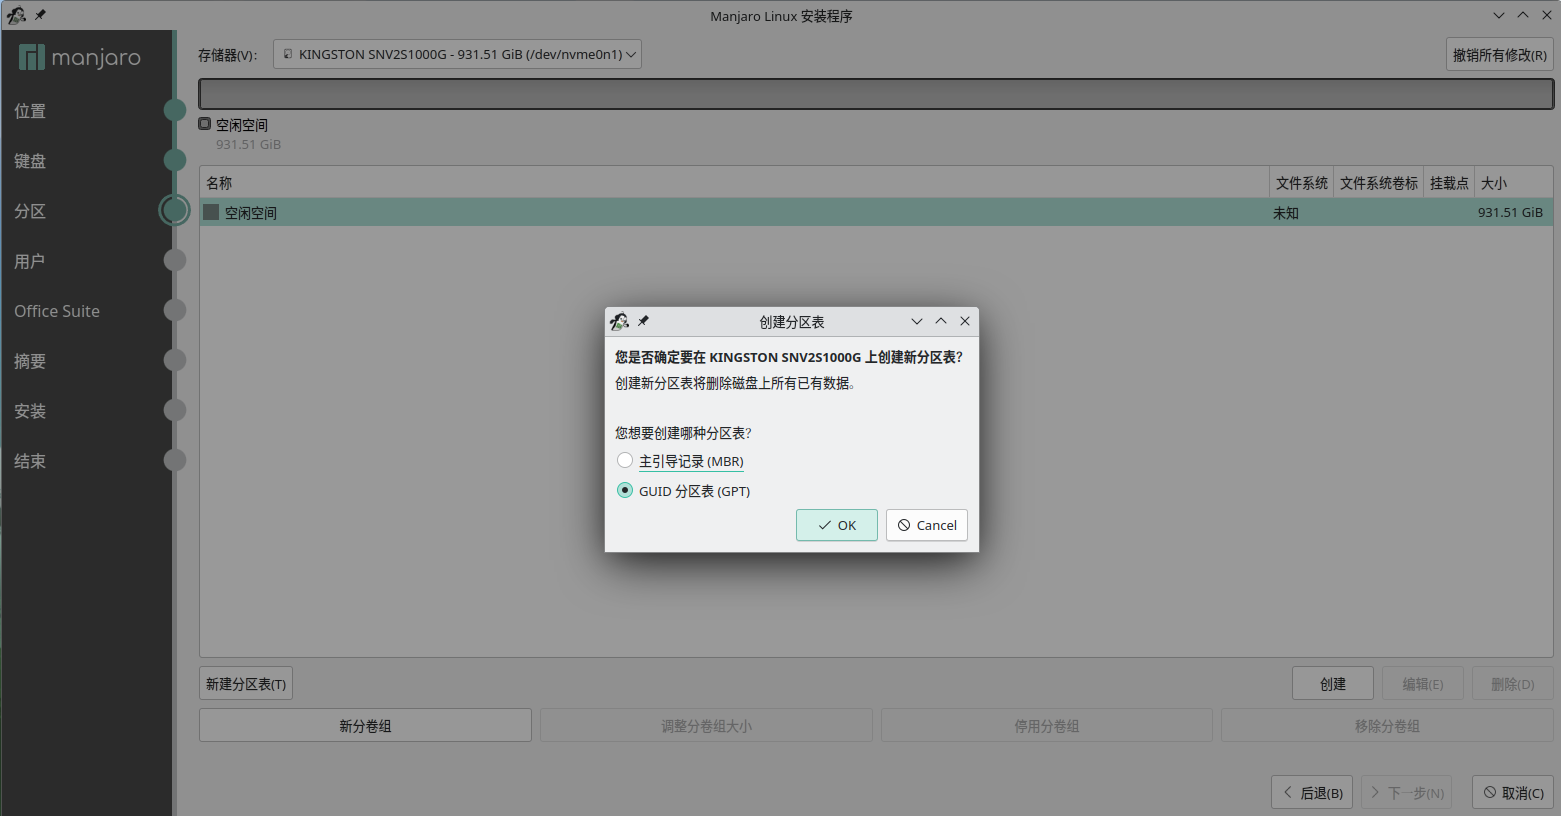 Manjaro Linux 安装程序
manjaro
位置
键盘
分区
用户
Office Suite
摘要
安装
结束
存储器(V)：
KINGSTON SNV2S1000G - 931.51 GiB (/dev/nvme0n1)
撤销所有修改(R)
空闲空间
931.51 GiB
名称 文件系统 文件系统卷标 挂载点 大小
空闲空间 未知 931.51 GiB
创建分区表
您是否确定要在 KINGSTON SNV2S1000G 上创建新分区表?
创建新分区表将删除磁盘上所有已有数据。
您想要创建哪种分区表?
主引导记录 (MBR)
GUID 分区表 (GPT)
OK Cancel
新建分区表(T) 创建 编辑(E) 删除(D)
新分卷组 调整分卷组大小 停用分卷组 移除分卷组
后退(B) 下一步(N) 取消(C)